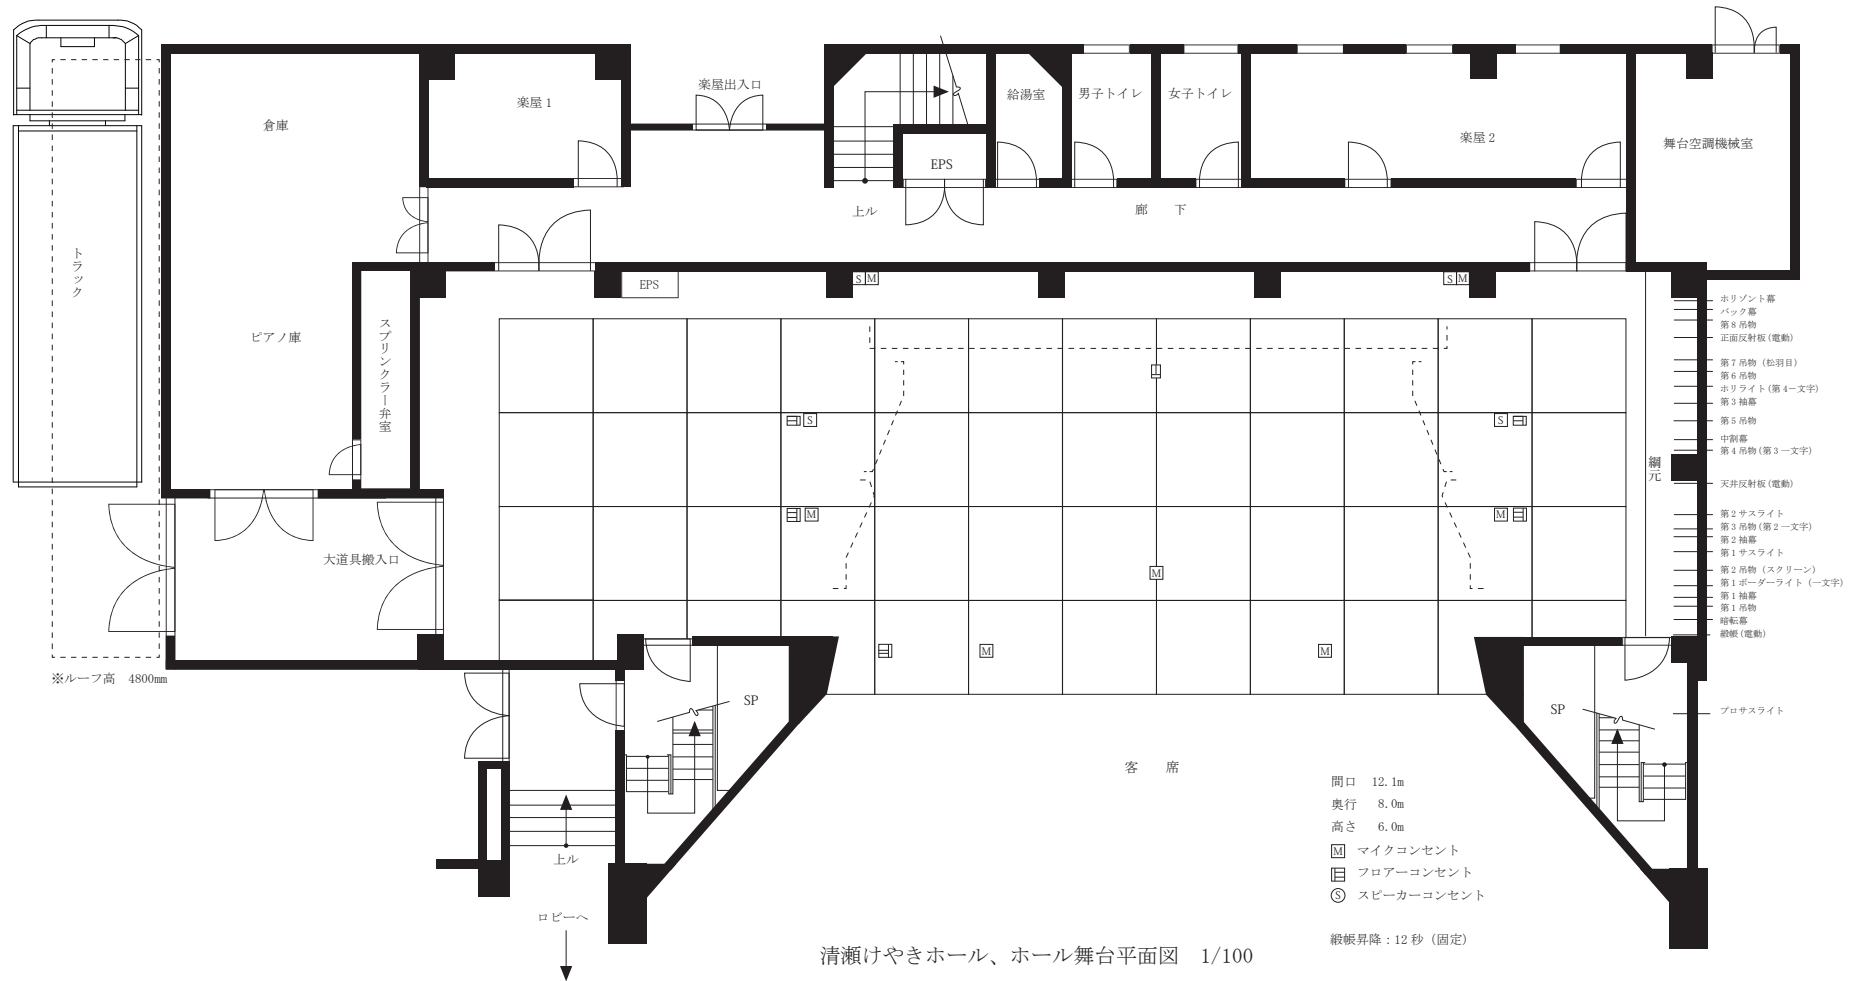 楽屋出入口
楽屋 1
倉庫
給湯室
男子トイレ
女子トイレ
楽屋 2
舞台空調機械室
EPS
上ル
廊　下
トラック
EPS
ピアノ庫
スプリンクラー弁室
S M
S M
ホリゾント幕
バック幕
第8吊物
正面反射板(電動)
第7吊物（松羽目）
第6吊物
ホリライト(第4一文字)
第3袖幕
第5吊物
中割幕
第4吊物(第3一文字)
天井反射板(電動)
第2サスライト
第3吊物(第2一文字)
第2袖幕
第1サスライト
第2吊物（スクリーン）
第1ボーダーライト（一文字）
第1袖幕
第1吊物
暗転幕
緞帳(電動)
プロサスライト
綱元
S
S
M
M
M
M
M
大道具搬入口
※ルーフ高　4800mm
SP
SP
客　席
上ル
ロビーへ
間口　12.1m
奥行　8.0m
高さ　6.0m
M マイクコンセント
フロアーコンセント
S スピーカーコンセント
緞帳昇降：12秒（固定）
清瀬けやきホール、ホール舞台平面図　1/100